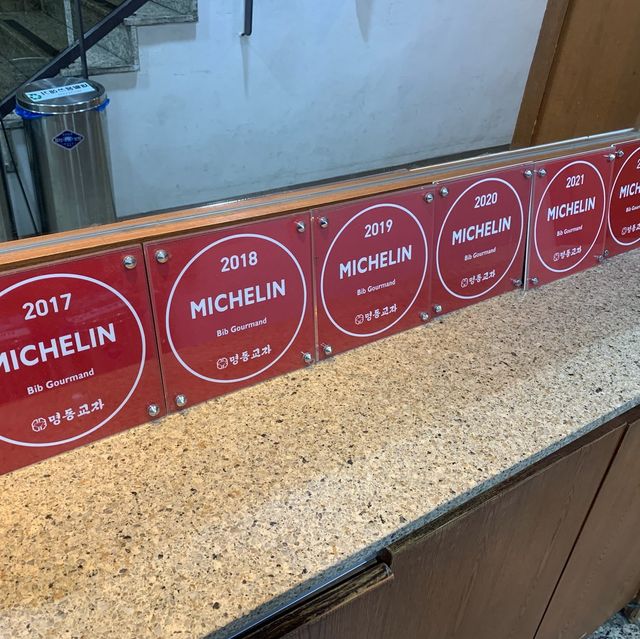 2017
MICHELIN
Bib Gourmand
명동교자
2018
MICHELIN
Bib Gourmand
명동교자
2019
MICHELIN
Bib Gourmand
명동교자
2020
MICHELIN
Bib Gourmand
명동교자
2021
MICHELIN
Bib Gourmand
명동교자